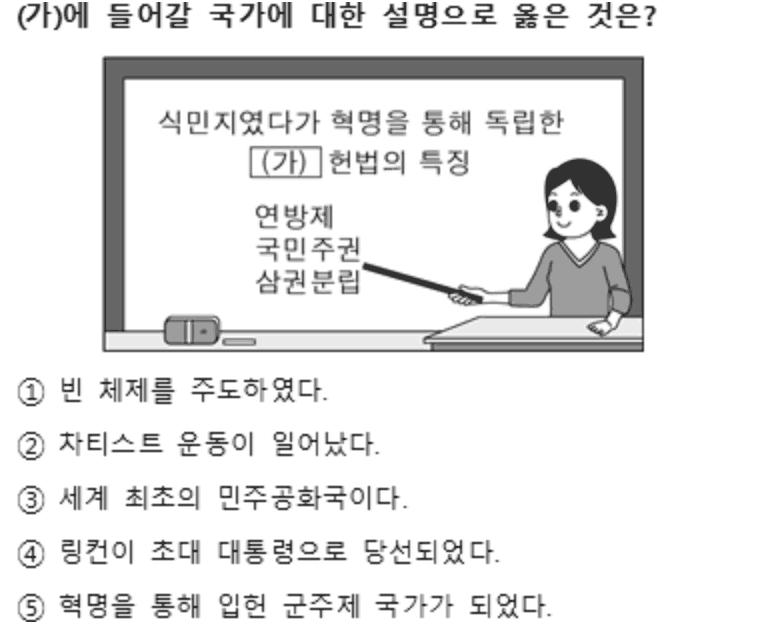 (가)에 들어갈 국가에 대한 설명으로 옳은 것은?
식민지였다가 혁명을 통해 독립한
(가) 헌법의 특징
연방제
국민주권
삼권분립
① 빈 체제를 주도하였다.
② 차티스트 운동이 일어났다.
③ 세계 최초의 민주공화국이다.
④ 링컨이 초대 대통령으로 당선되었다.
⑤ 혁명을 통해 입헌 군주제 국가가 되었다.